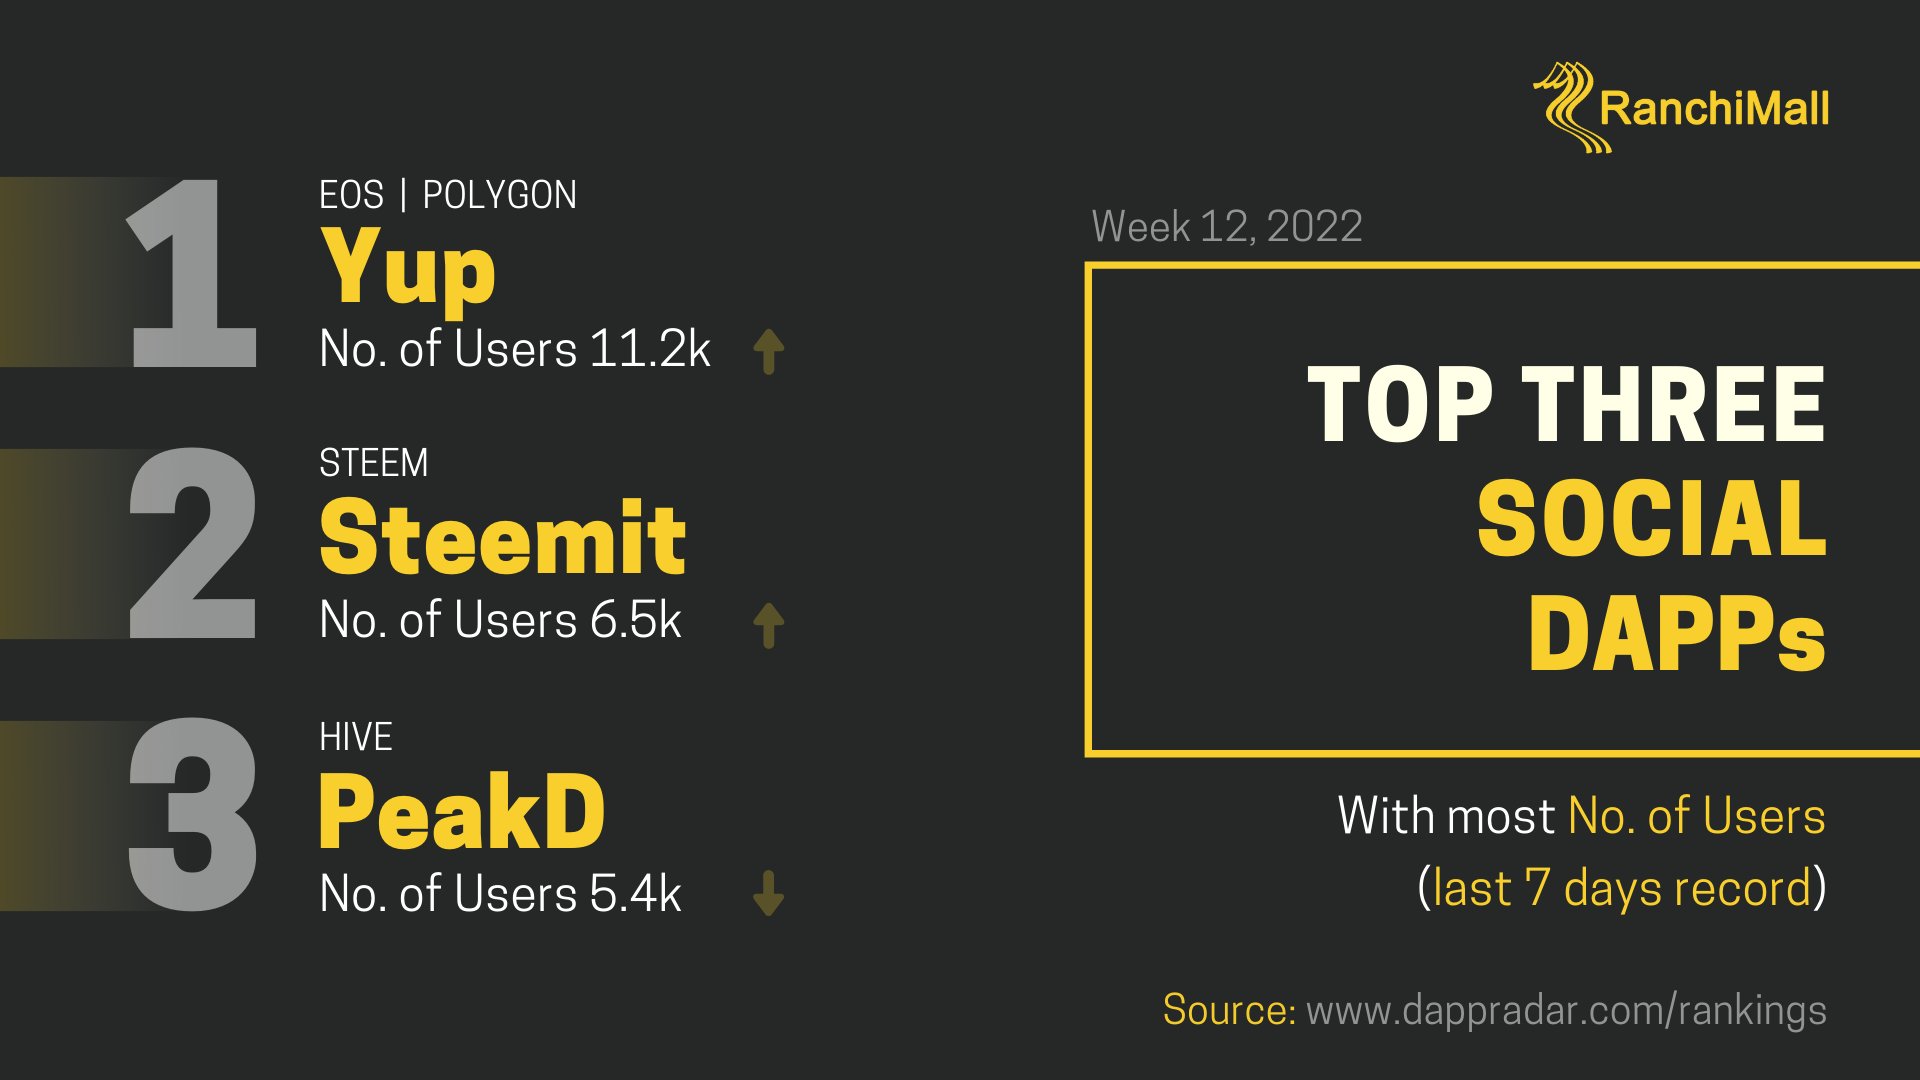 RanchiMall
Week 12, 2022
TOP THREE
SOCIAL
DAPPs
With most No. of Users
(last 7 days record)
1
EOS | POLYGON
Yup
No. of Users 11.2k
2
STEEM
Steemit
No. of Users 6.5k
3
HIVE
PeakD
No. of Users 5.4k
Source: www.dappradar.com/rankings